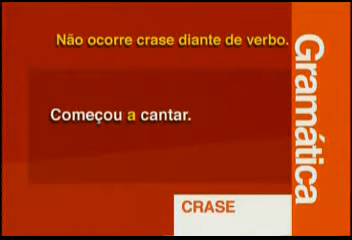 Não ocorre crase diante de verbo.
Começou a cantar.
CRASE
Gramática